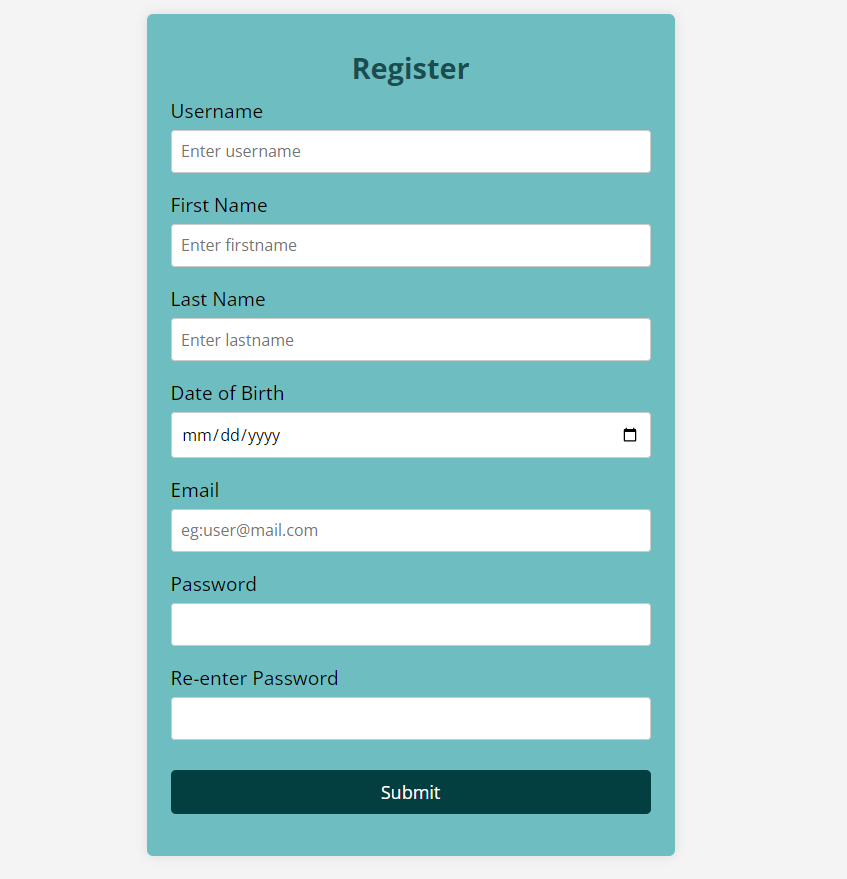 Register
Username
Enter username
First Name
Enter firstname
Last Name
Enter lastname
Date of Birth
mm/dd/yyyy
Email
eg:user@mail.com
Password
Re-enter Password
Submit